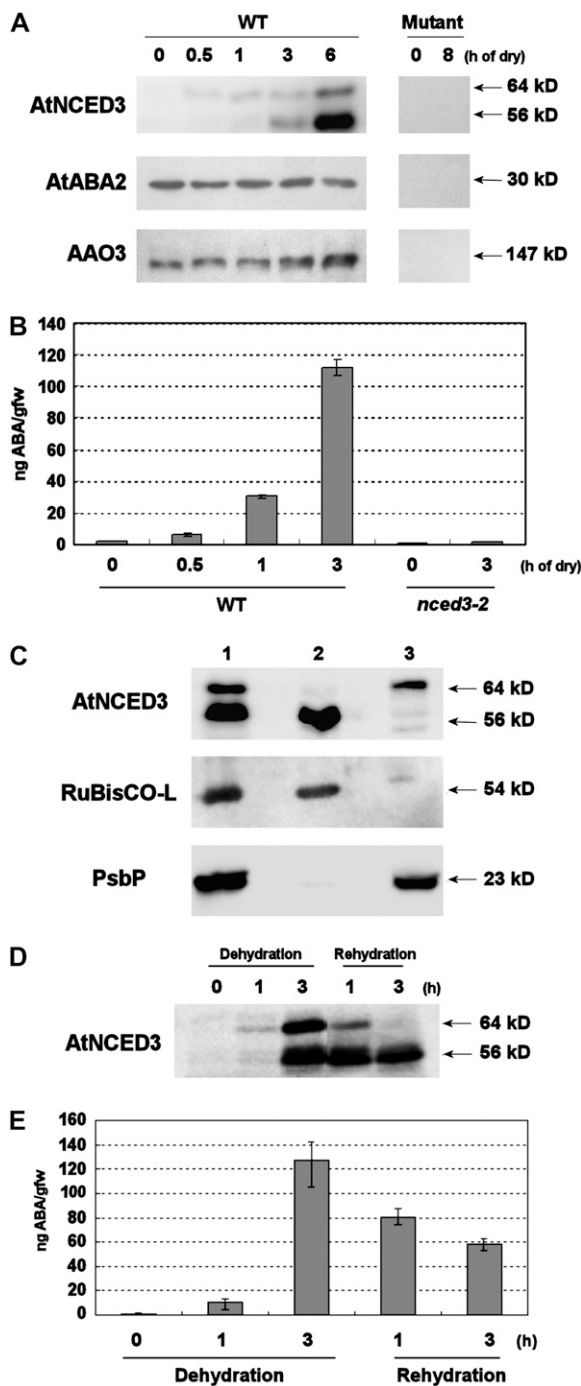 A
WT
Mutant
0 0.5 1 3 6
0 8 (h of dry)
AtNCED3
64 kD
56 kD
AtABA2
30 kD
AAO3
147 kD
B
ng ABA/gfw
140
120
100
80
60
40
20
0
0 0.5 1 3 0 3 (h of dry)
WT
nced3-2
C
1 2 3
AtNCED3
64 kD
56 kD
RuBisCO-L
54 kD
PsbP
23 kD
D
Dehydration Rehydration
0 1 3 1 3 (h)
AtNCED3
64 kD
56 kD
E
ng ABA/gfw
160
140
120
100
80
60
40
20
0
0 1 3 1 3 (h)
Dehydration Rehydration